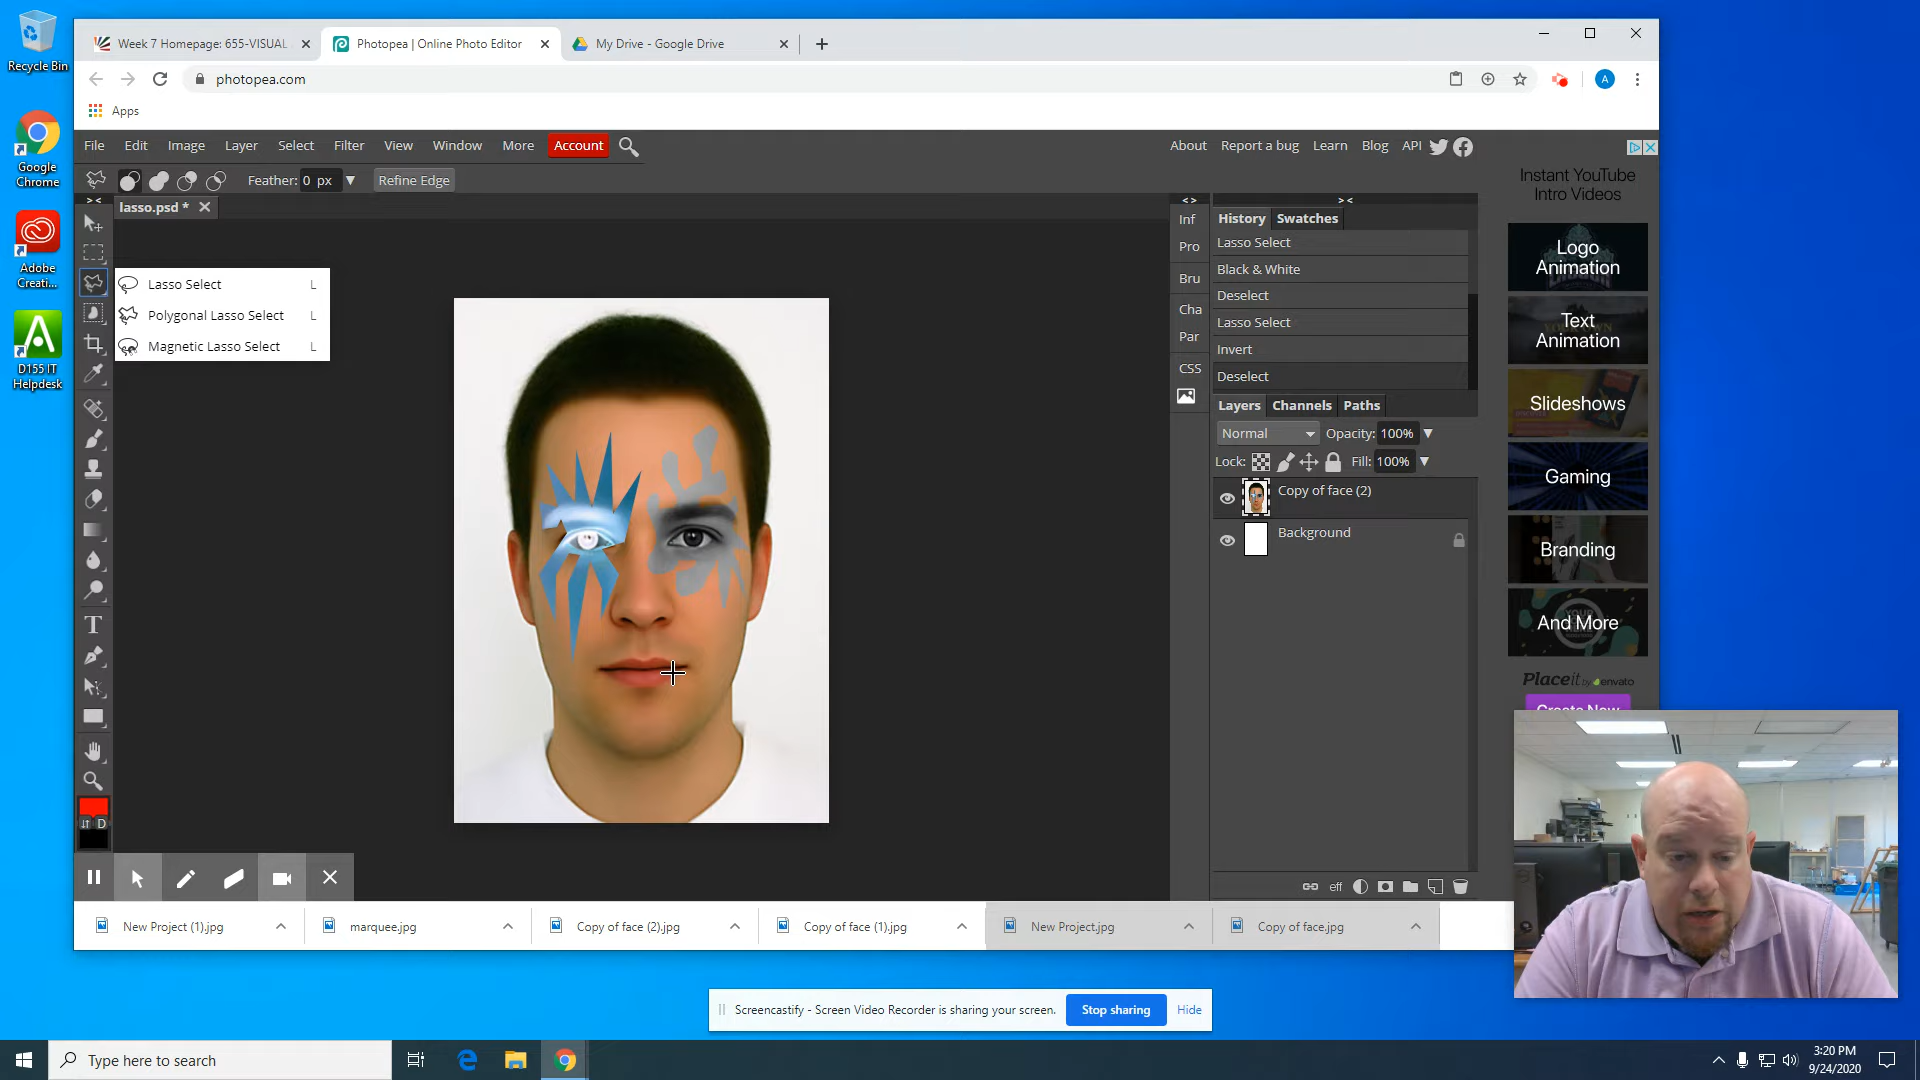 Recycle Bin
Google
Chrome
Adobe
Creati...
D155 IT
Helpdesk
Week 7 Homepage: 655-VISUAL
Photopea | Online Photo Editor
My Drive - Google Drive
photopea.com
A
Apps
File Edit Image Layer Select Filter View Window More Account
About Report a bug Learn Blog API
Feather: 0 px Refine Edge
lasso.psd *
Lasso Select L
Polygonal Lasso Select L
Magnetic Lasso Select L
D
Inf
Pro
Bru
Cha
Par
CSS
History Swatches
Lasso Select
Black & White
Deselect
Lasso Select
Invert
Deselect
Layers Channels Paths
Normal Opacity: 100%
Lock: Fill: 100%
Copy of face (2)
Background
eff
Instant YouTube
Intro Videos
Logo
Animation
Text
Animation
Slideshows
Gaming
Branding
And More
Placeit by envato
Create Now
New Project (1).jpg
marquee.jpg
Copy of face (2).jpg
Copy of face (1).jpg
New Project.jpg
Copy of face.jpg
Screencastify - Screen Video Recorder is sharing your screen. Stop sharing Hide
Type here to search
3:20 PM
9/24/2020